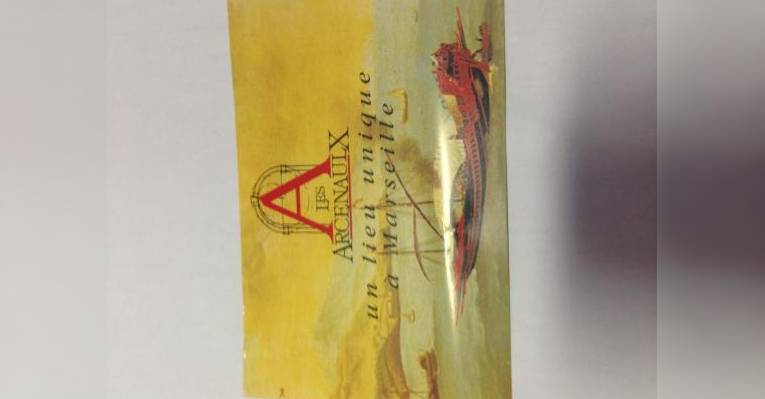 A
LES
ARCENAULX
un lieu unique
à Marseille